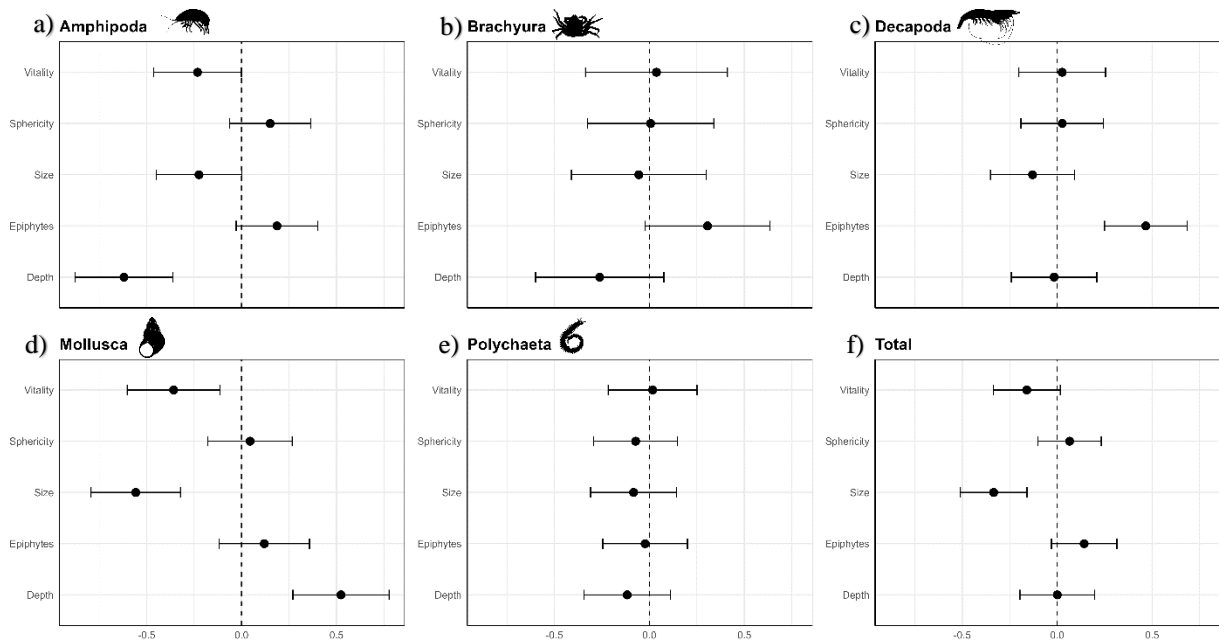 a) Amphipoda
Vitality
Sphericity
Size
Epiphytes
Depth
b) Brachyura
Vitality
Sphericity
Size
Epiphytes
Depth
c) Decapoda
Vitality
Sphericity
Size
Epiphytes
Depth
d) Mollusca
Vitality
Sphericity
Size
Epiphytes
Depth
-0.5 0.0 0.5
e) Polychaeta
Vitality
Sphericity
Size
Epiphytes
Depth
-0.5 0.0 0.5
f) Total
Vitality
Sphericity
Size
Epiphytes
Depth
-0.5 0.0 0.5